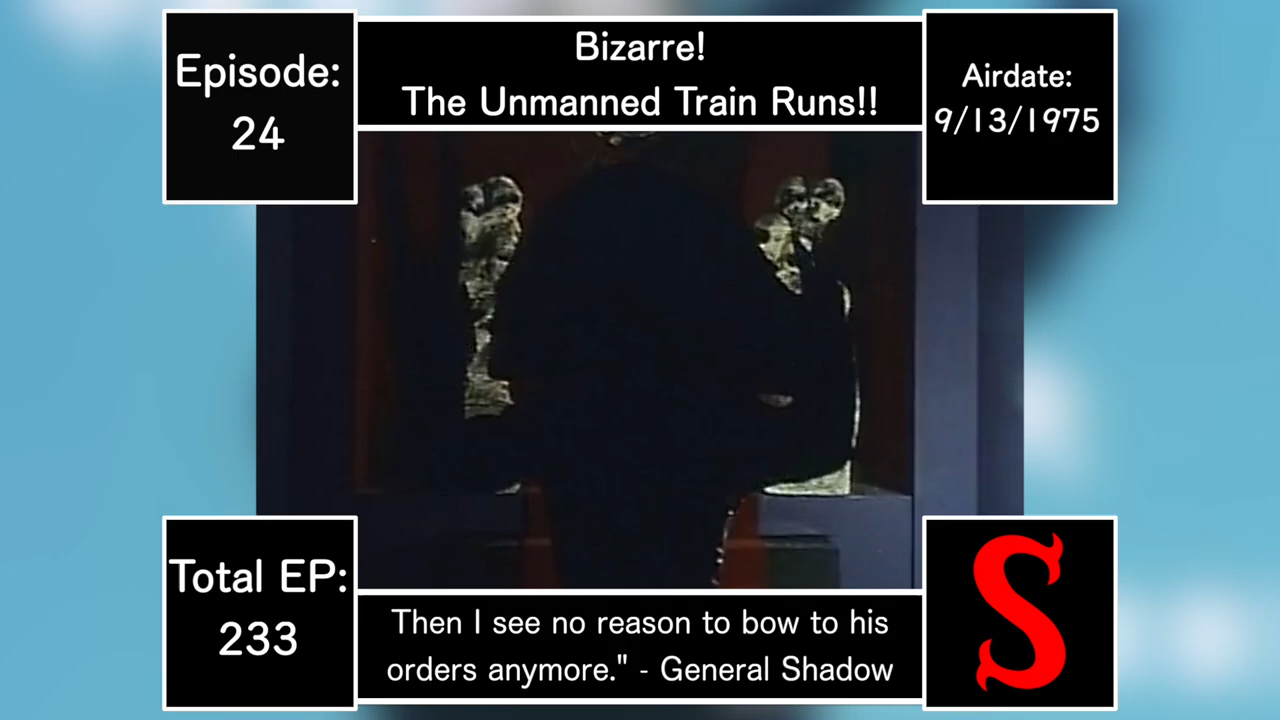 Episode:
24
Bizarre!
The Unmanned Train Runs!!
Airdate:
9/13/1975
Total EP:
233
Then I see no reason to bow to his
orders anymore." - General Shadow
S